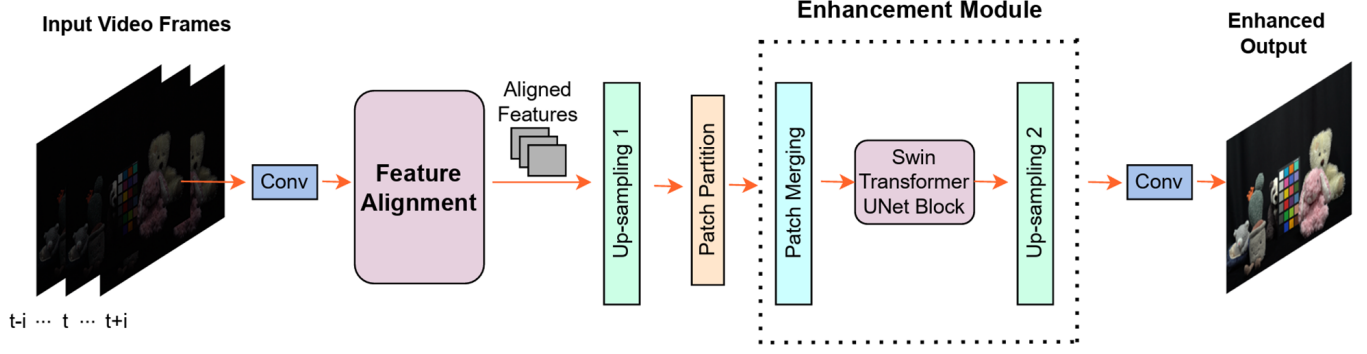 Input Video Frames
t-i ... t ... t+i
Conv
Feature
Alignment
Aligned
Features
Up-sampling 1
Patch Partition
Enhancement Module
Patch Merging
Swin
Transformer
UNet Block
Up-sampling 2
Conv
Enhanced
Output